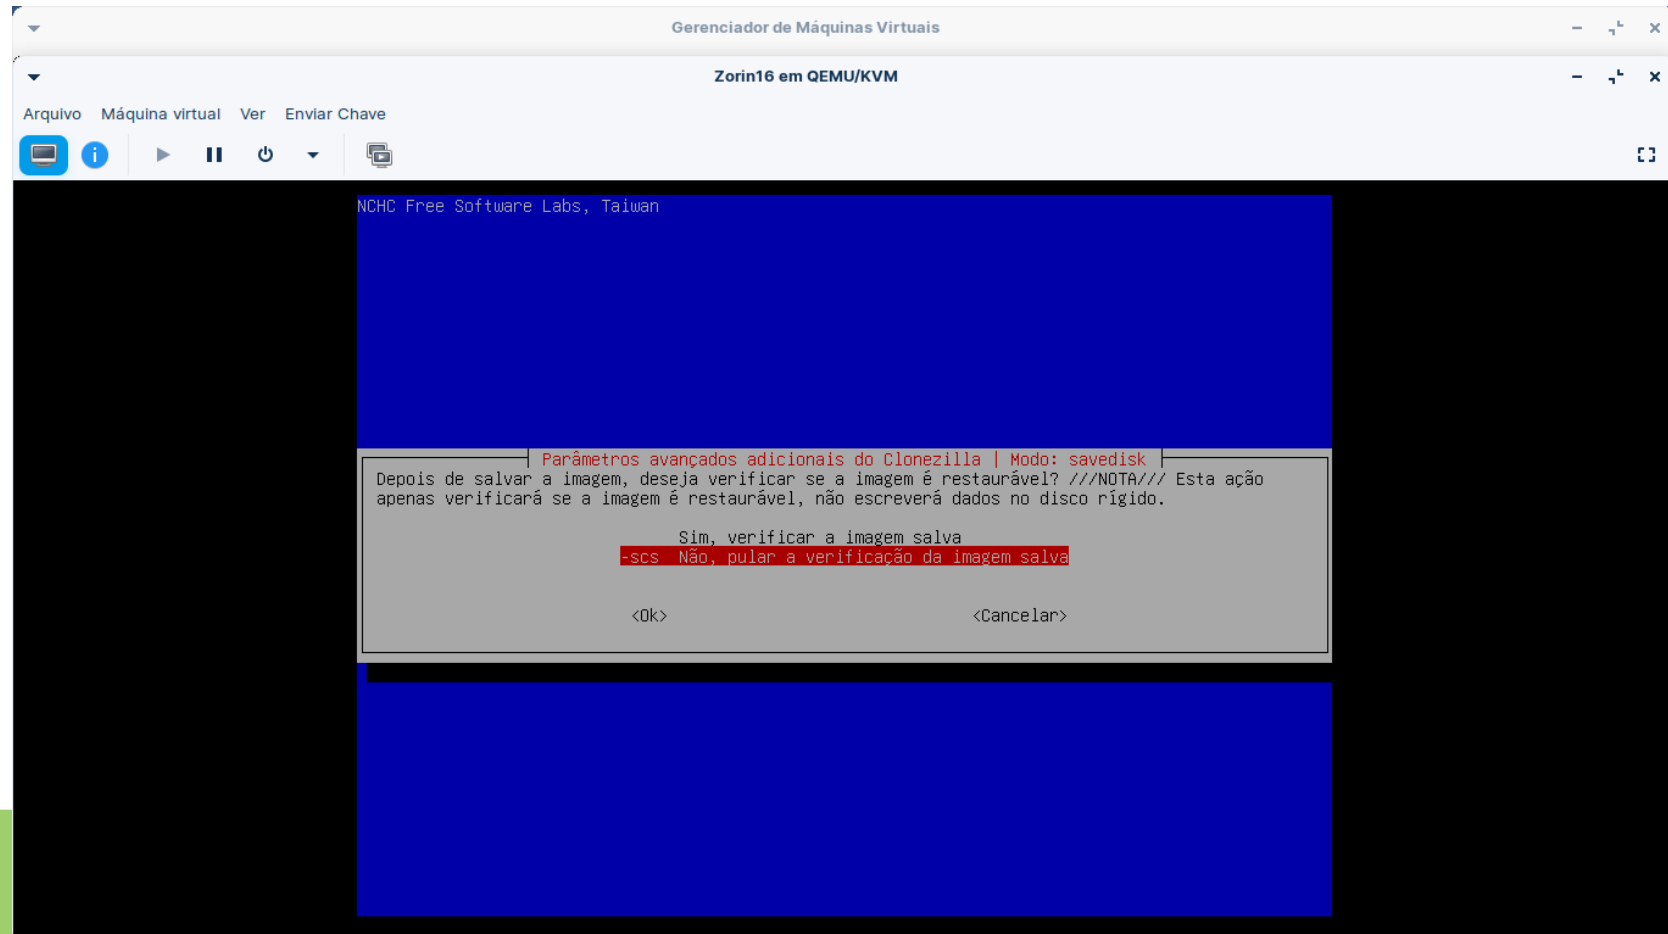 Gerenciador de Máquinas Virtuais
Zorin16 em QEMU/KVM
Arquivo Máquina virtual Ver Enviar Chave
NCHC Free Software Labs, Taiwan
Parâmetros avançados adicionais do Clonezilla | Modo: savedisk
Depois de salvar a imagem, deseja verificar se a imagem é restaurável? ///NOTA/// Esta ação
apenas verificará se a imagem é restaurável, não escreverá dados no disco rígido.
Sim, verificar a imagem salva
-scs Não, pular a verificação da imagem salva
<Ok> <Cancelar>